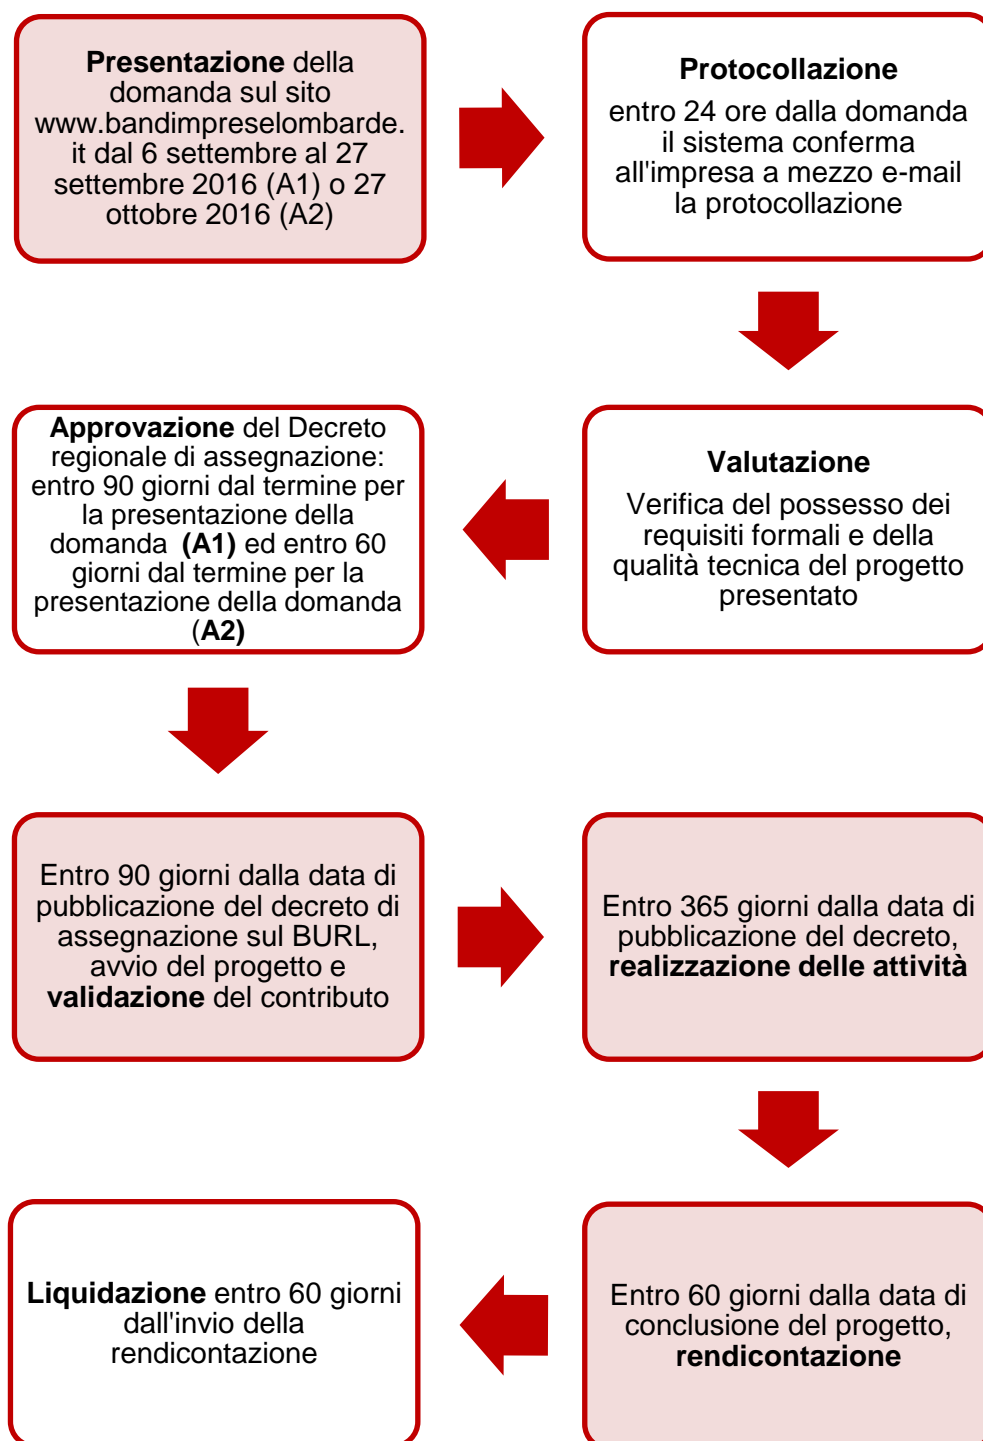 Presentazione della
domanda sul sito
www.bandimpreselombarde.
it dal 6 settembre al 27
settembre 2016 (A1) o 27
ottobre 2016 (A2)
Protocollazione
entro 24 ore dalla domanda
il sistema conferma
all'impresa a mezzo e-mail
la protocollazione
Valutazione
Verifica del possesso dei
requisiti formali e della
qualità tecnica del progetto
presentato
Approvazione del Decreto
regionale di assegnazione:
entro 90 giorni dal termine per
la presentazione della
domanda (A1) ed entro 60
giorni dal termine per la
presentazione della domanda
(A2)
Entro 90 giorni dalla data di
pubblicazione del decreto di
assegnazione sul BURL,
avvio del progetto e
validazione del contributo
Entro 365 giorni dalla data di
pubblicazione del decreto,
realizzazione delle attività
Entro 60 giorni dalla data di
conclusione del progetto,
rendicontazione
Liquidazione entro 60 giorni
dall'invio della
rendicontazione